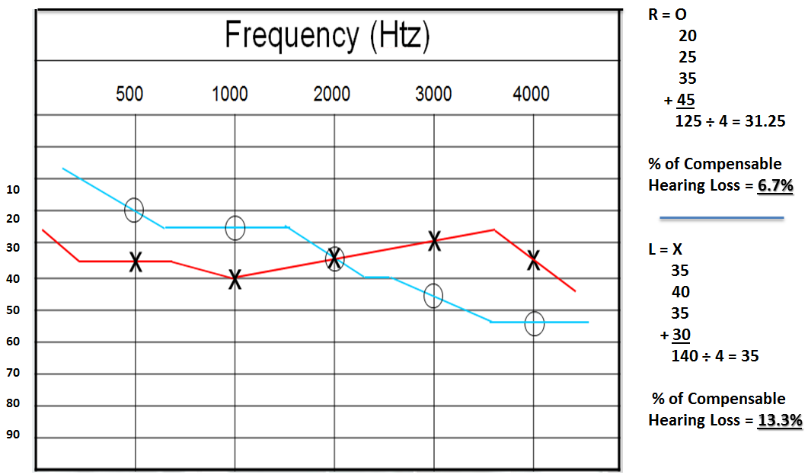 Frequency (Htz)
500 1000 2000 3000 4000
10
20
30
40
50
60
70
80
90
R = O
20
25
35
+ 45
125 ÷ 4 = 31.25
% of Compensable
Hearing Loss = 6.7%
L = X
35
40
35
+ 30
140 ÷ 4 = 35
% of Compensable
Hearing Loss = 13.3%